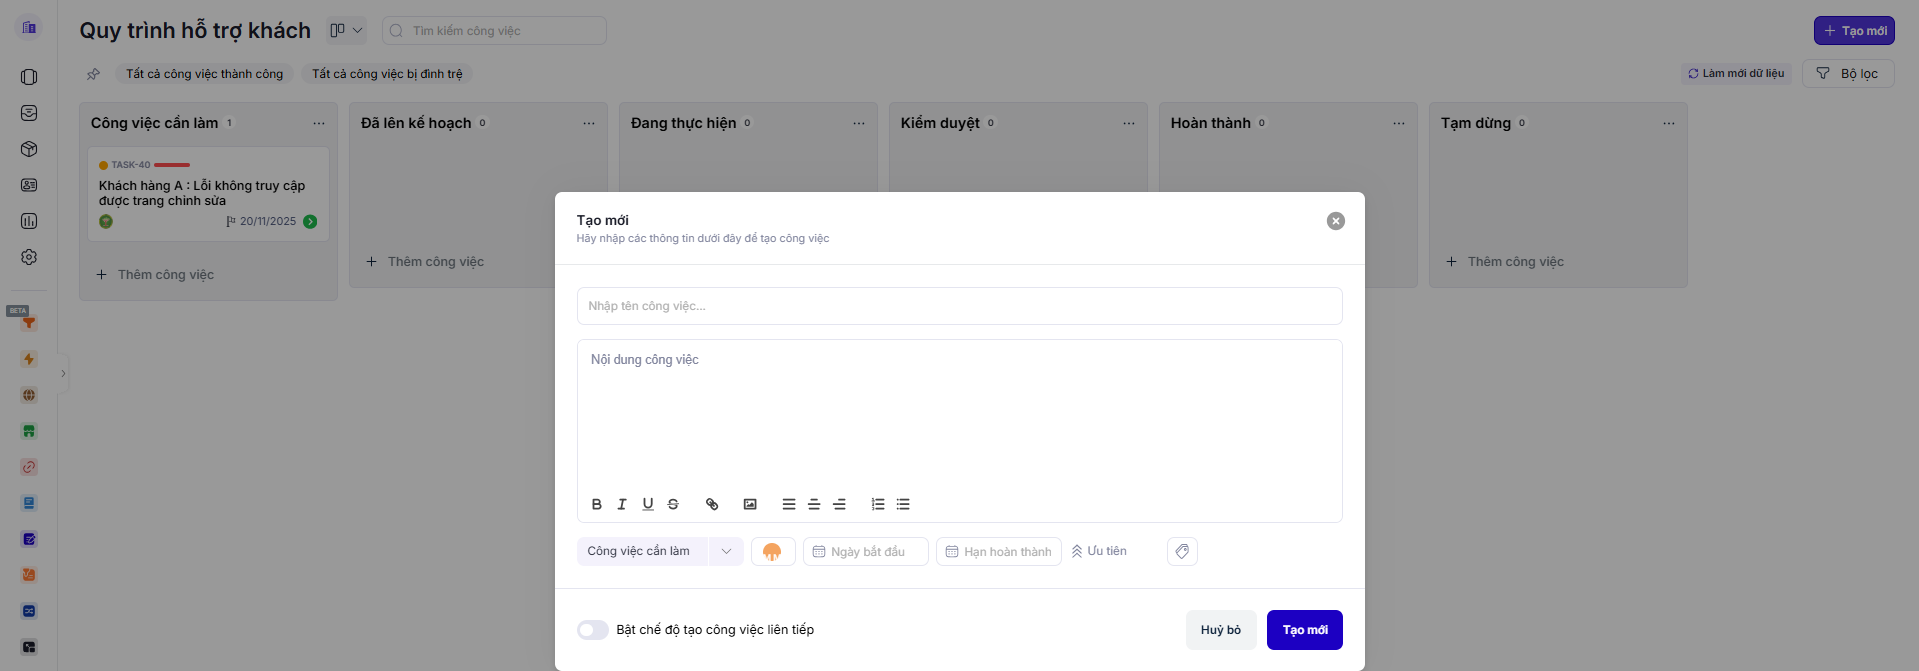 Quy trình hỗ trợ khách
Tìm kiếm công việc
Tạo mới
Tất cả công việc thành công
Tất cả công việc bị đình trệ
Làm mới dữ liệu
Bộ lọc
Công việc cần làm 1
Đã lên kế hoạch 0
Đang thực hiện 0
Kiểm duyệt 0
Hoàn thành 0
Tạm dừng 0
TASK-40
Khách hàng A : Lỗi không truy cập
được trang chỉnh sửa
20/11/2025
Thêm công việc
Thêm công việc
Thêm công việc
BETA
Tạo mới
Hãy nhập các thông tin dưới đây để tạo công việc
Nhập tên công việc...
Nội dung công việc
Công việc cần làm
Ngày bắt đầu
Hạn hoàn thành
Ưu tiên
Bật chế độ tạo công việc liên tiếp
Huỷ bỏ
Tạo mới